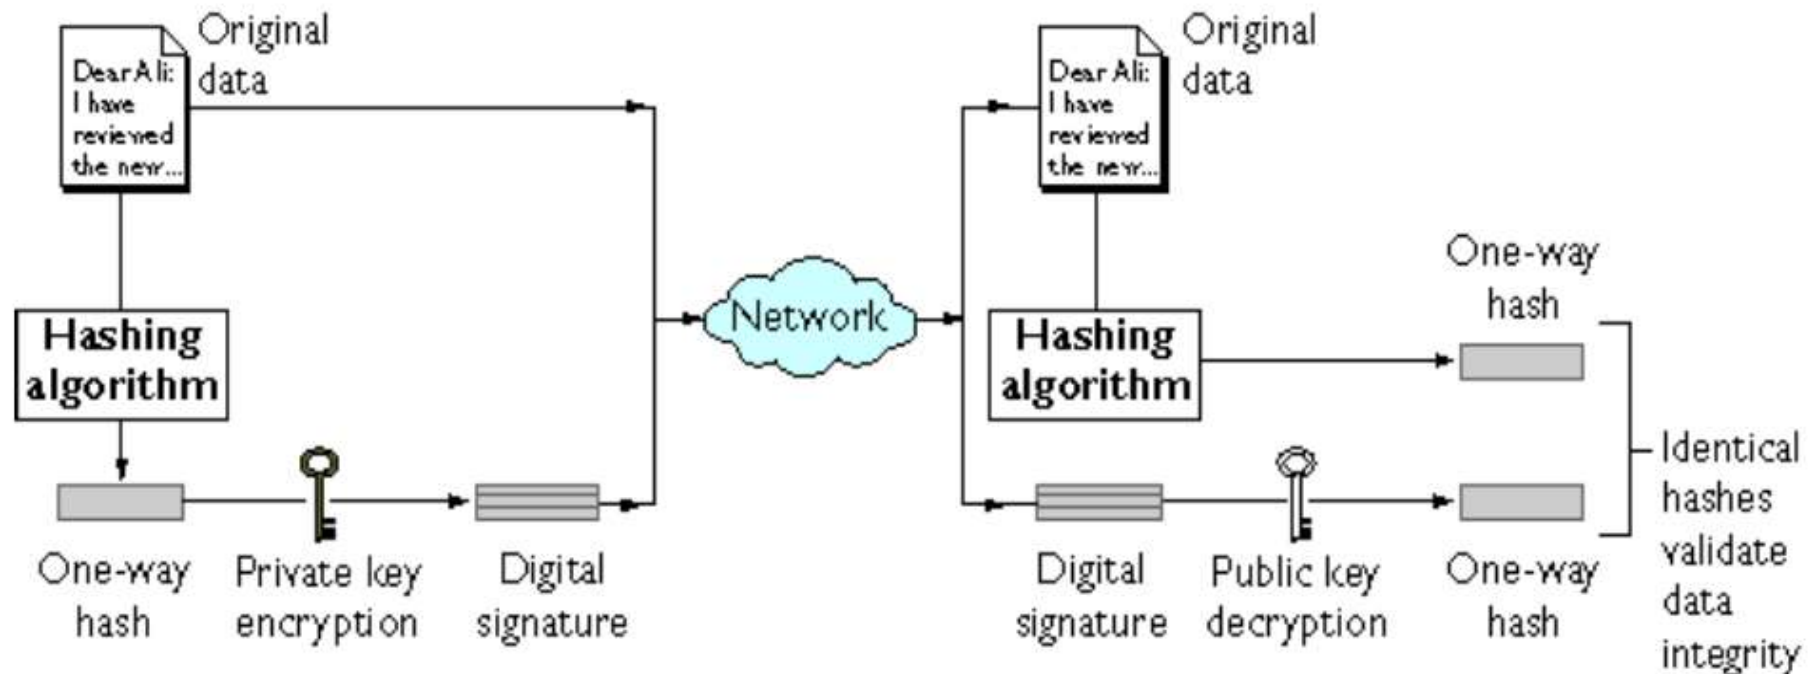 Original
data
Dear Ali:
I have
reviewed
the new...
Hashing
algorithm
One-way
hash
Private key
encryption
Digital
signature
Network
Original
data
Dear Ali:
I have
reviewed
the new...
Hashing
algorithm
One-way
hash
Digital
signature
Public key
decryption
One-way
hash
Identical
hashes
validate
data
integrity